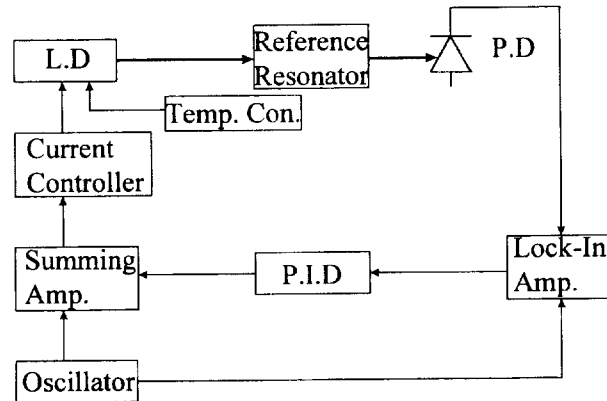 L.D
Reference
Resonator
P.D
Temp. Con.
Current
Controller
Summing
Amp.
P.I.D
Lock-In
Amp.
Oscillator